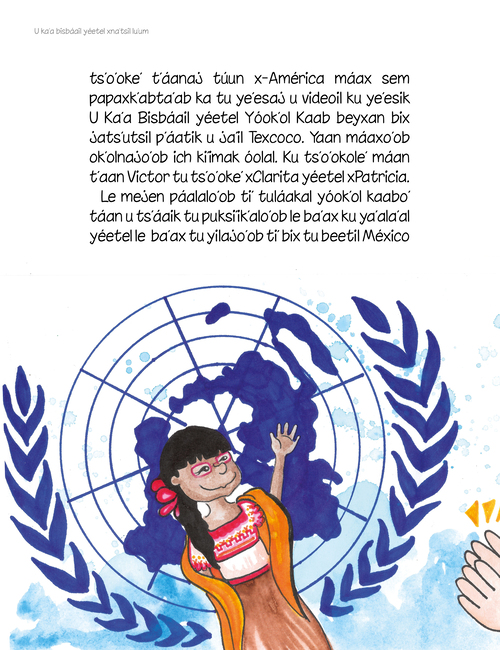 U ka'a bisbáail yéetel xna'tsil lu'um
ts'o'oke' t'áanaj túun x-América máax sem
papaxk'abta'ab ka tu ye'esaj u videoil ku ye'esik
U Ka'a Bisbáail yéetel Yóok'ol Kaab beyxan bix
jats'utsil p'áatik u ja'il Texcoco. Yaan máaxo'ob
ok'olnajo'ob ich ki'imak óolal. Ku ts'o'okole' máan
t'aan Victor tu ts'o'oke' xClarita yéetel xPatricia.
Le mejen páalalo'ob ti' tuláakal yóok'ol kaabo'
táan u ts'áaik tu puksi'ik'alo'ob le ba'ax ku ya'ala'al
yéetel le ba'ax tu yilajo'ob ti' bix tu beetil México